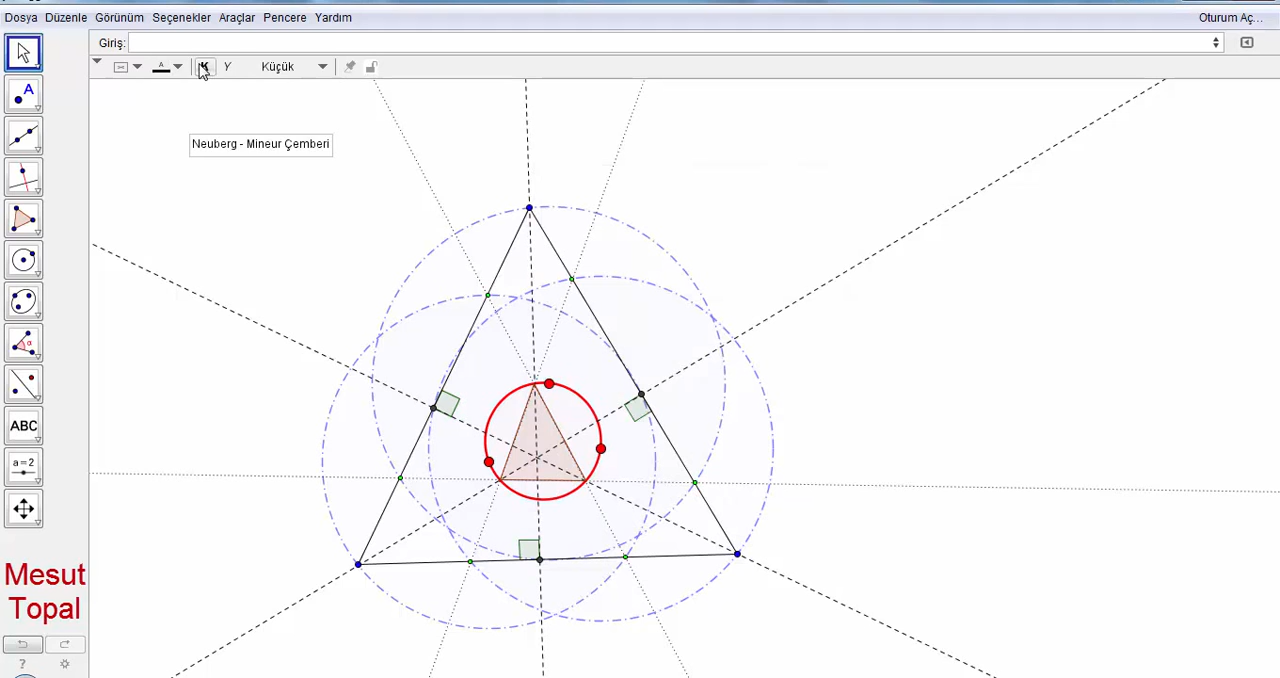 Dosya Düzenle Görünüm Seçenekler Araçlar Pencere Yardım Oturum Aç...
Giriş:
A K Y Küçük
A
Neuberg - Mineur Çemberi
α
ABC
a=2
Mesut
Topal
?